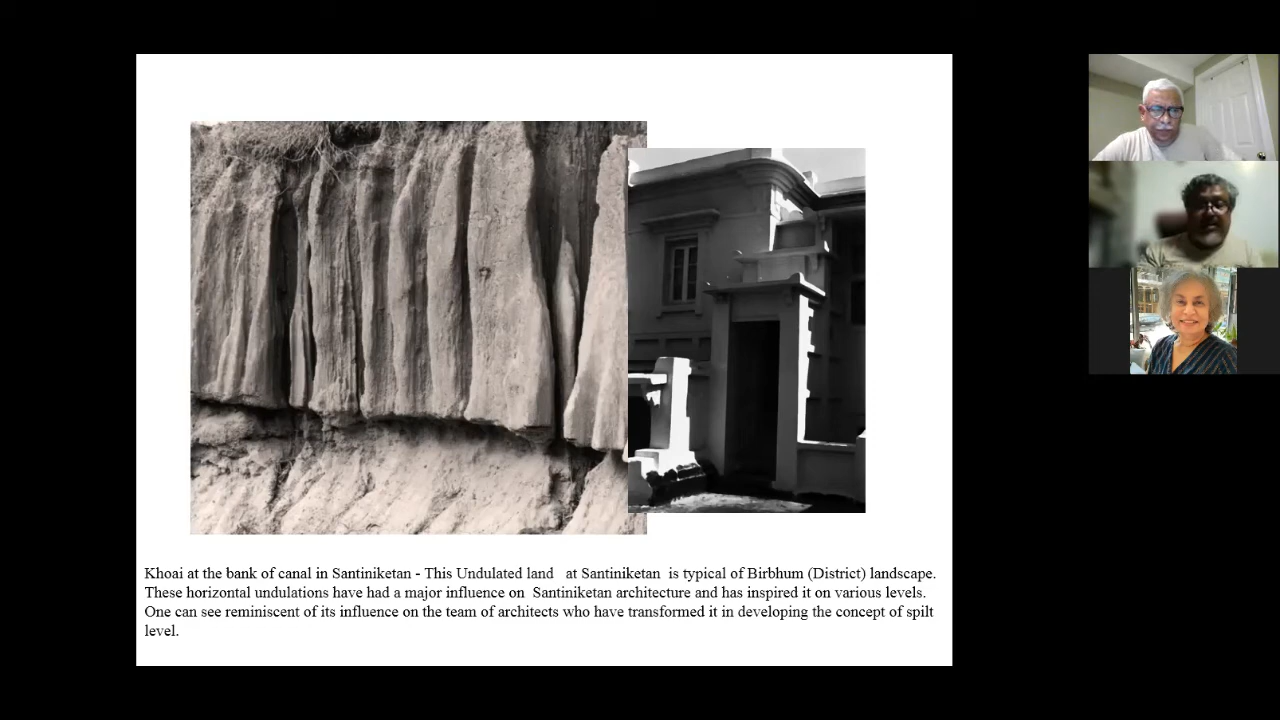 Khoai at the bank of canal in Santiniketan - This Undulated land at Santiniketan is typical of Birbhum (District) landscape.
These horizontal undulations have had a major influence on Santiniketan architecture and has inspired it on various levels.
One can see reminiscent of its influence on the team of architects who have transformed it in developing the concept of spilt
level.